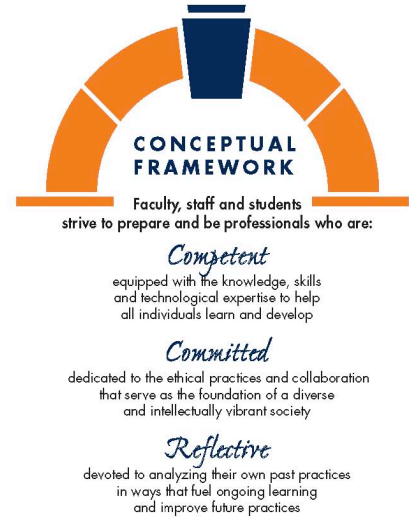 CONCEPTUAL
FRAMEWORK
Faculty, staff and students
strive to prepare and be professionals who are:
Competent
equipped with the knowledge, skills
and technological expertise to help
all individuals learn and develop
Committed
dedicated to the ethical practices and collaboration
that serve as the foundation of a diverse
and intellectually vibrant society
Reflective
devoted to analyzing their own past practices
in ways that fuel ongoing learning
and improve future practices